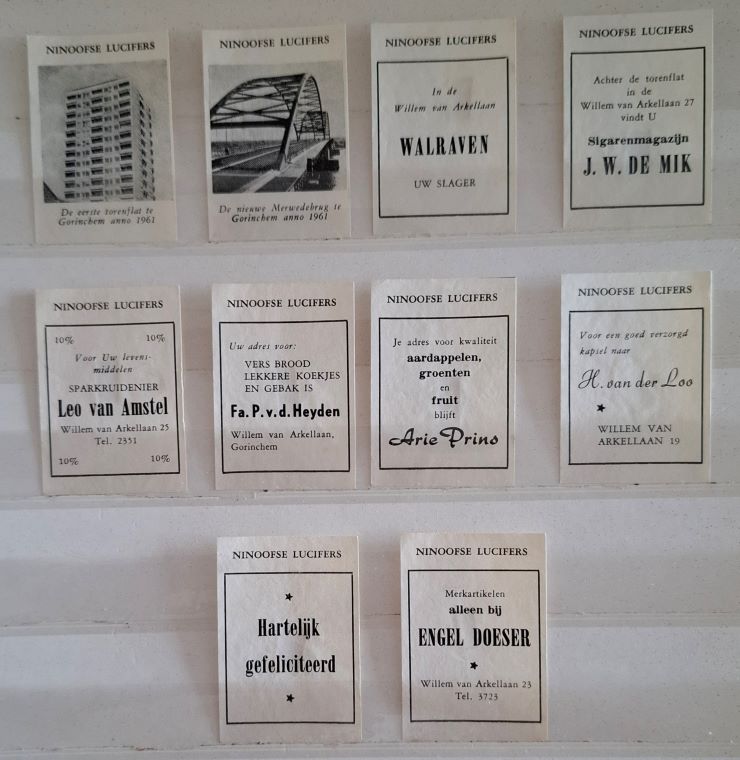 NINOOFSE LUCIFERS
De eerste torenflat te
Gorinchem anno 1961
NINOOFSE LUCIFERS
De nieuwe Merwedebrug te
Gorinchem anno 1961
NINOOFSE LUCIFERS
In de
Willem van Arkellaan
WALRAVEN
UW SLAGER
NINOOFSE LUCIFERS
Achter de torenflat
in de
Willem van Arkellaan 27
vindt U
Sigarenmagazijn
J. W. DE MIK
NINOOFSE LUCIFERS
10% 10%
Voor Uw levens-
middelen
SPARKRUIDENIER
Leo van Amstel
Willem van Arkellaan 25
Tel. 2351
10% 10%
NINOOFSE LUCIFERS
Uw adres voor:
VERS BROOD
LEKKERE KOEKJES
EN GEBAK IS
Fa. P. v. d. Heyden
Willem van Arkellaan,
Gorinchem
NINOOFSE LUCIFERS
Je adres voor kwaliteit
aardappelen,
groenten
en
fruit
blijft
Arie Prins
NINOOFSE LUCIFERS
Voor een goed verzorgd
kapsel naar
H. van der Loo
WILLEM VAN
ARKELLAAN 19
NINOOFSE LUCIFERS
Hartelijk
gefeliciteerd
NINOOFSE LUCIFERS
Merkartikelen
alleen bij
ENGEL DOESER
Willem van Arkellaan 23
Tel. 3723